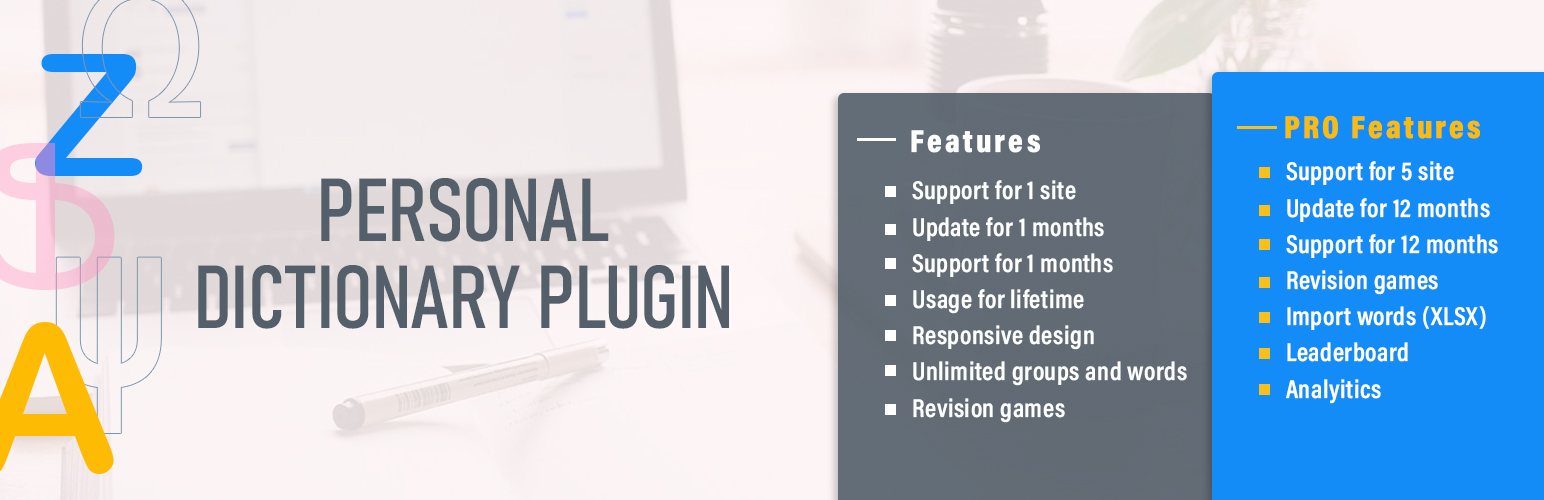 Z
Ω
S
Ψ
A
PERSONAL
DICTIONARY PLUGIN
Features
Support for 1 site
Update for 1 months
Support for 1 months
Usage for lifetime
Responsive design
Unlimited groups and words
Revision games
PRO Features
Support for 5 site
Update for 12 months
Support for 12 months
Revision games
Import words (XLSX)
Leaderboard
Analyitics